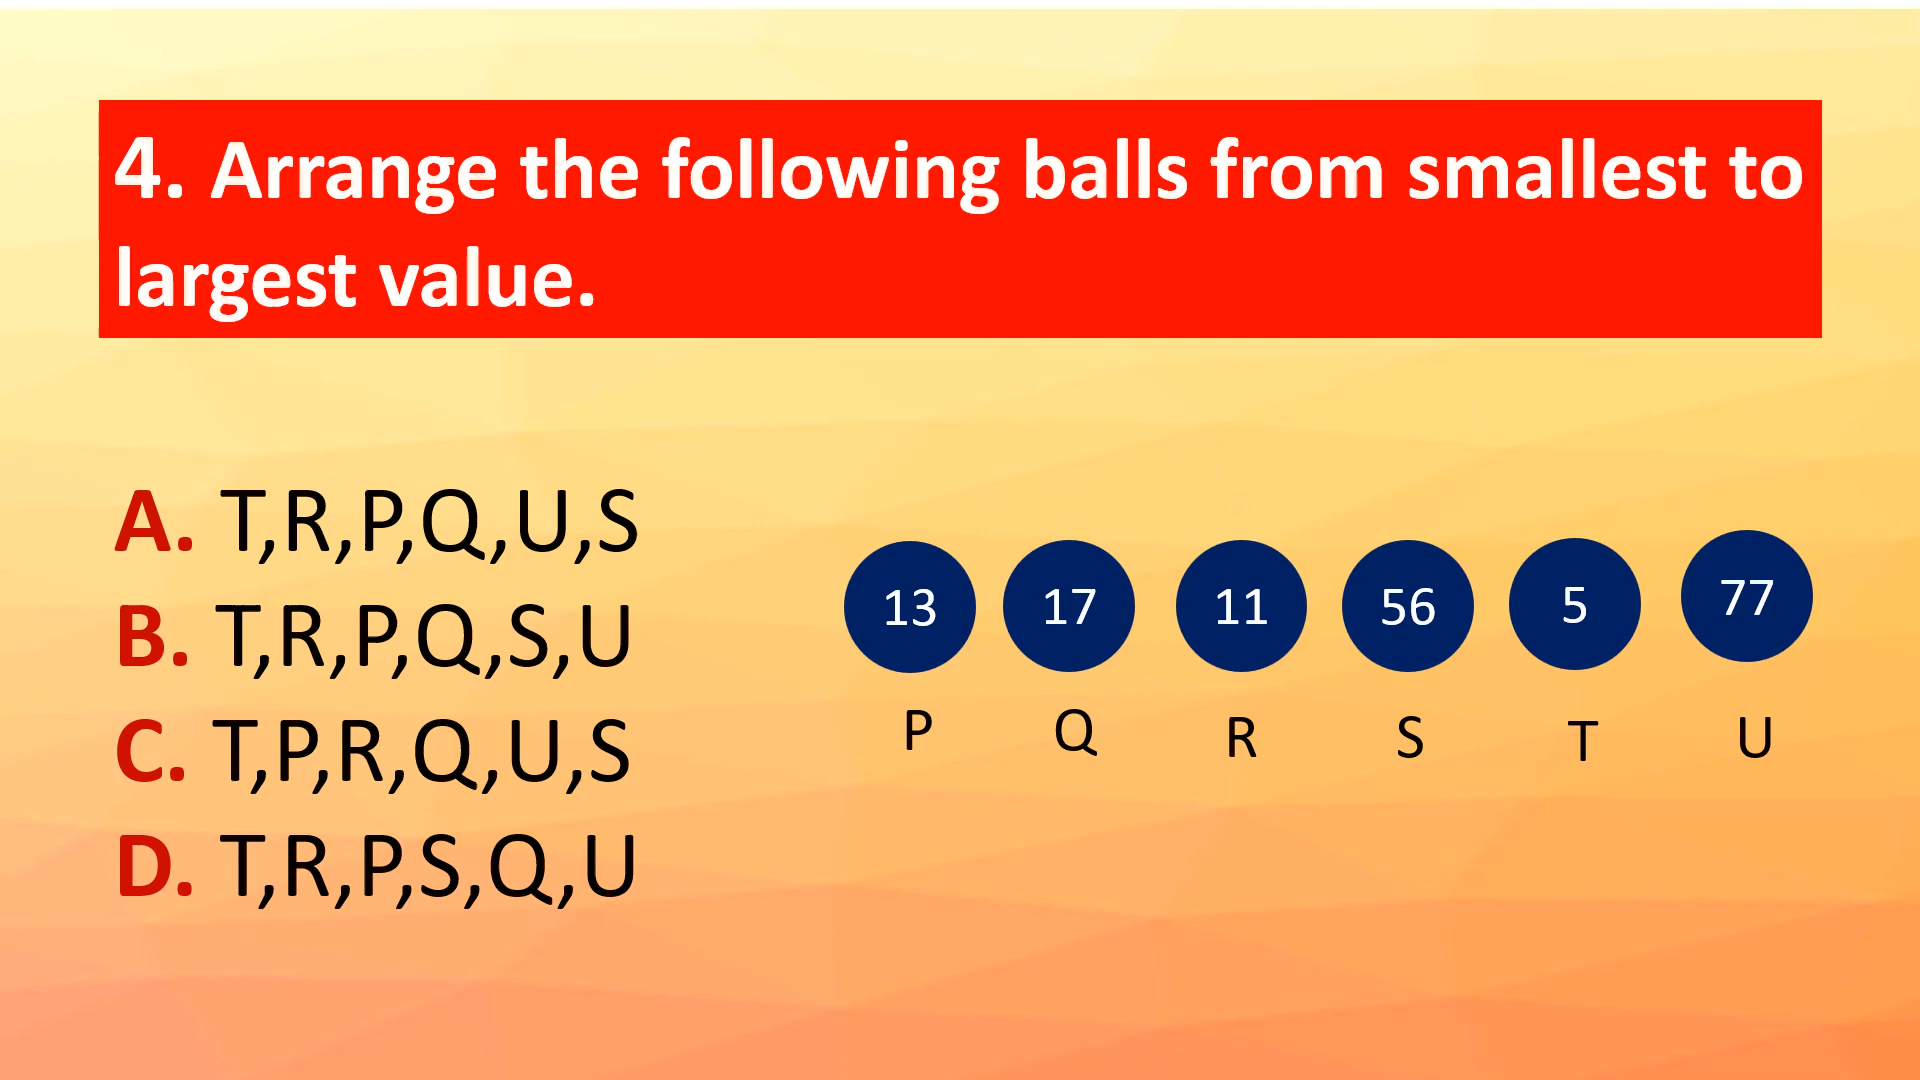 4. Arrange the following balls from smallest to
largest value.
A. T,R,P,Q,U,S
B. T,R,P,Q,S,U
C. T,P,R,Q,U,S
D. T,R,P,S,Q,U
13 17 11 56 5 77
P Q R S T U